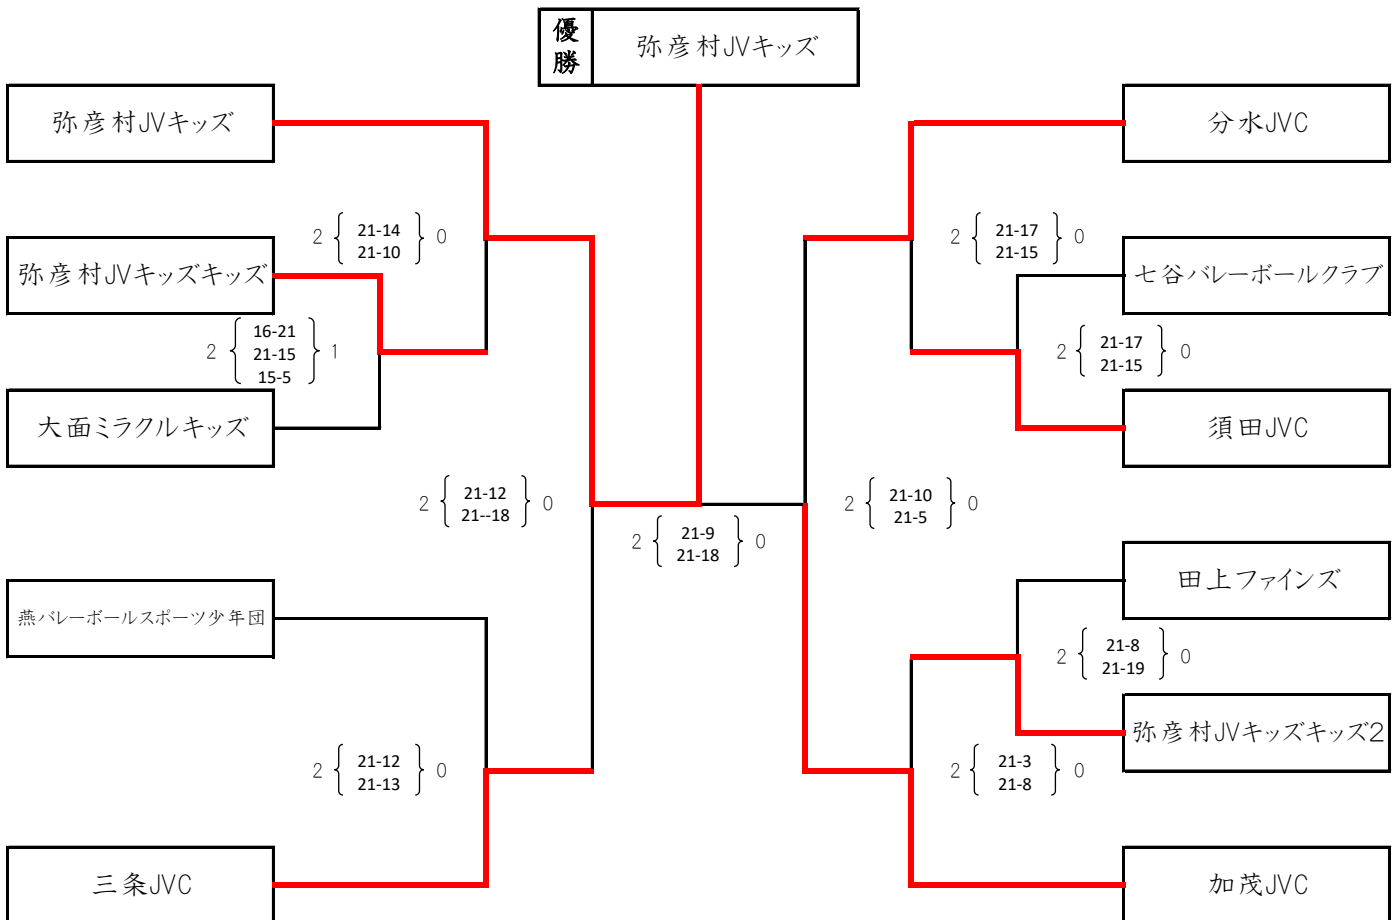 優勝
弥彦村JVキッズ
弥彦村JVキッズ
分水JVC
2 { 21-14 } 0
21-10
2 { 21-17 } 0
21-15
弥彦村JVキッズキッズ
七谷バレーボールクラブ
16-21
2 { 21-15 } 1
15-5
2 { 21-17 } 0
21-15
大面ミラクルキッズ
須田JVC
2 { 21-12 } 0
21--18
2 { 21-9 } 0
21-18
2 { 21-10 } 0
21-5
燕バレーボールスポーツ少年団
田上ファインズ
2 { 21-8 } 0
21-19
弥彦村JVキッズキッズ2
2 { 21-12 } 0
21-13
2 { 21-3 } 0
21-8
三条JVC
加茂JVC